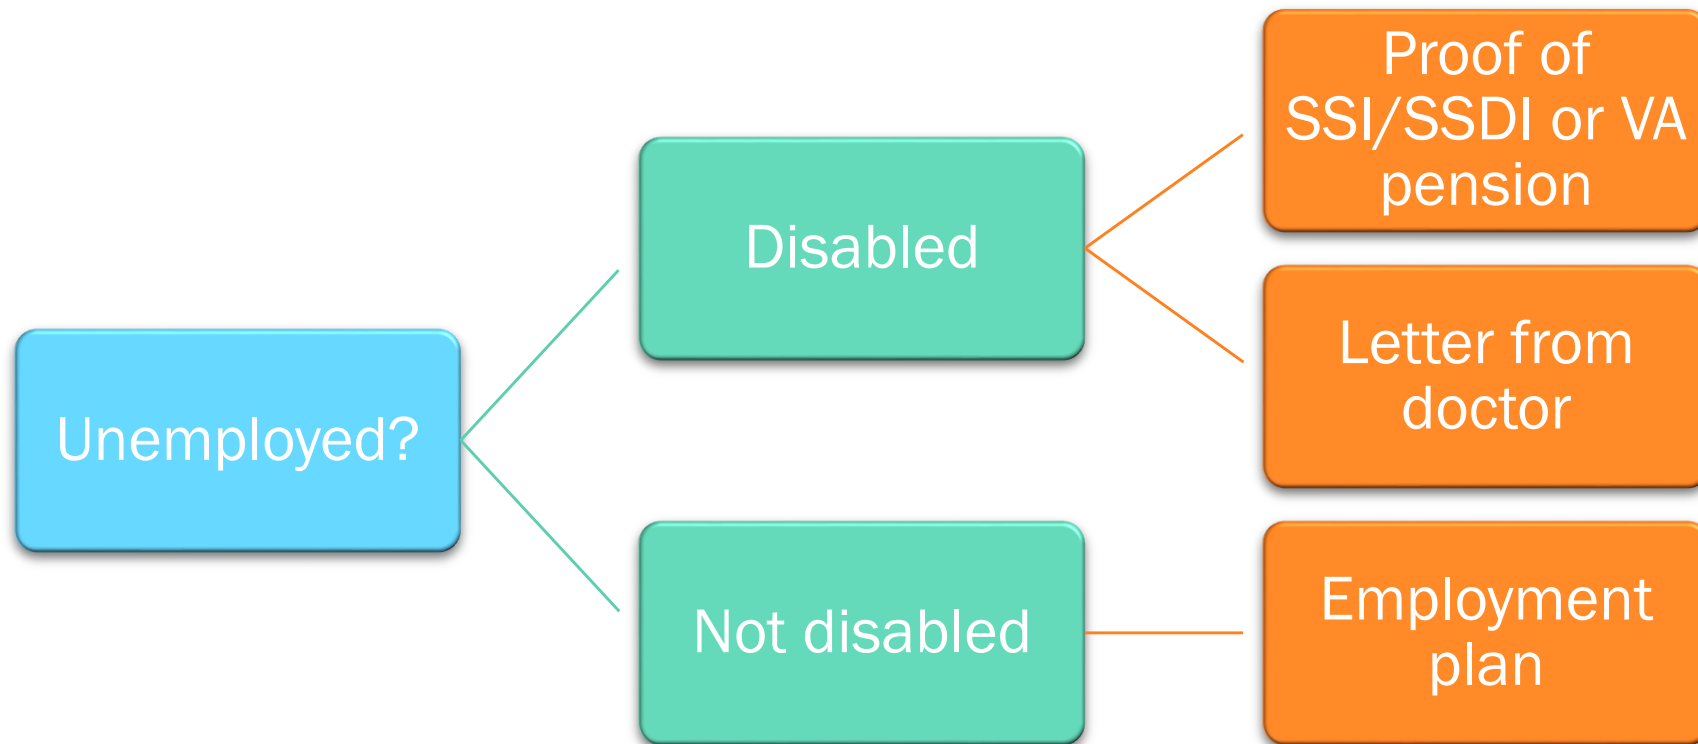 Unemployed?
Disabled
Not disabled
Proof of
SSI/SSDI or VA
pension
Letter from
doctor
Employment
plan